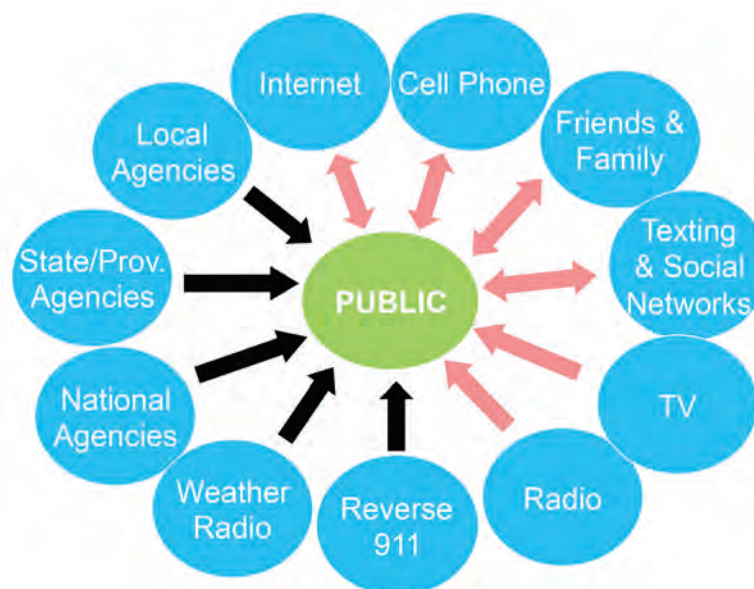 Internet
Cell Phone
Friends &
Family
Texting
& Social
Networks
TV
Radio
Reverse
911
Weather
Radio
National
Agencies
State/Prov.
Agencies
Local
Agencies
PUBLIC